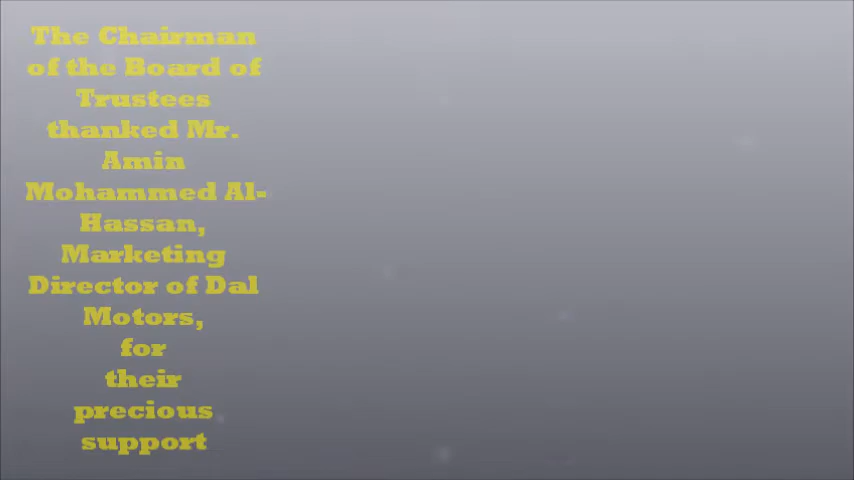 The Chairman
of the Board of
Trustees
thanked Mr.
Amin
Mohammed Al-
Hassan,
Marketing
Director of Dal
Motors,
for
their
precious
support